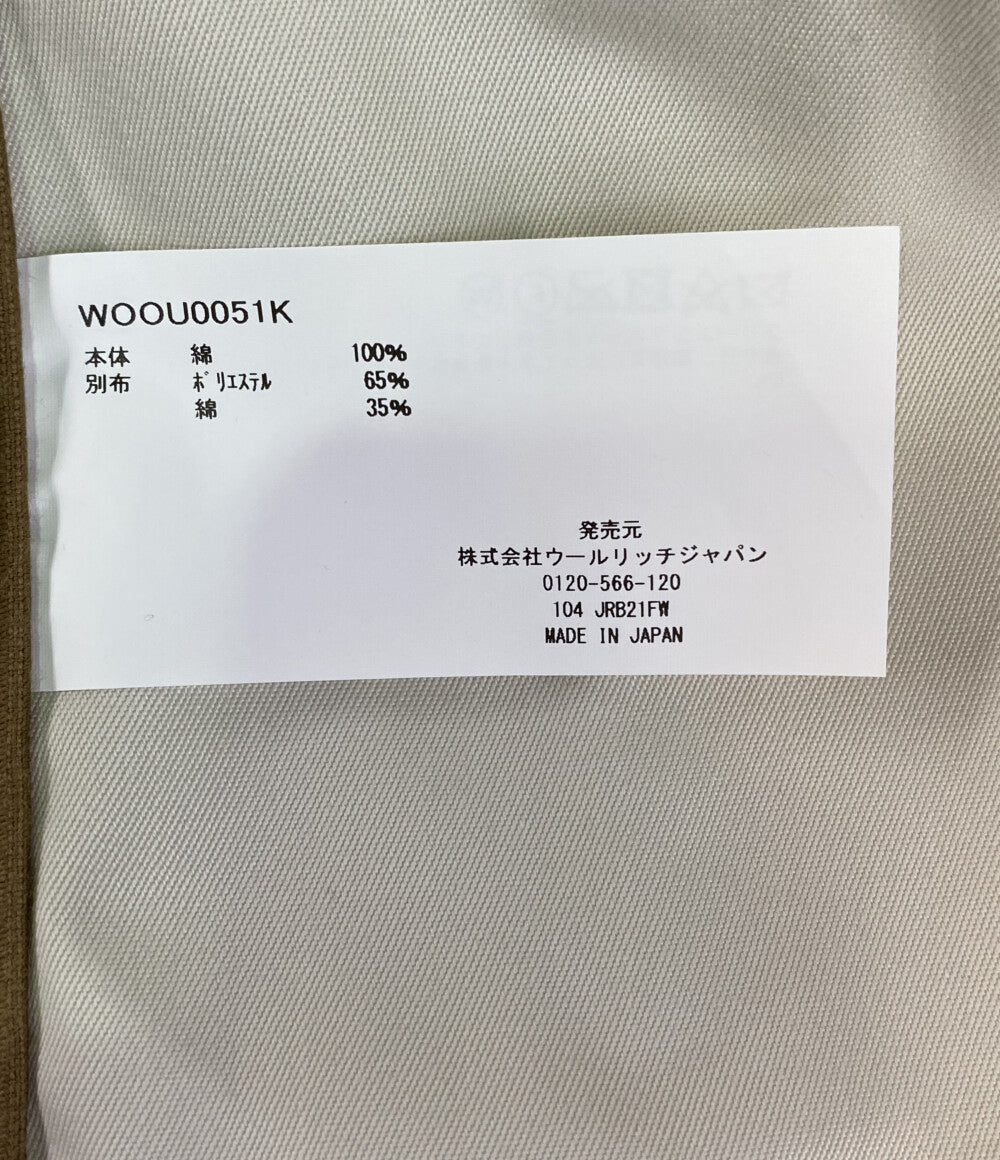 WOOU0051K
本体 綿 100%
別布 ﾎﾟﾘｴｽﾃﾙ 65%
綿 35%
発売元
株式会社ウールリッチジャパン
0120-566-120
104 JRB21FW
MADE IN JAPAN